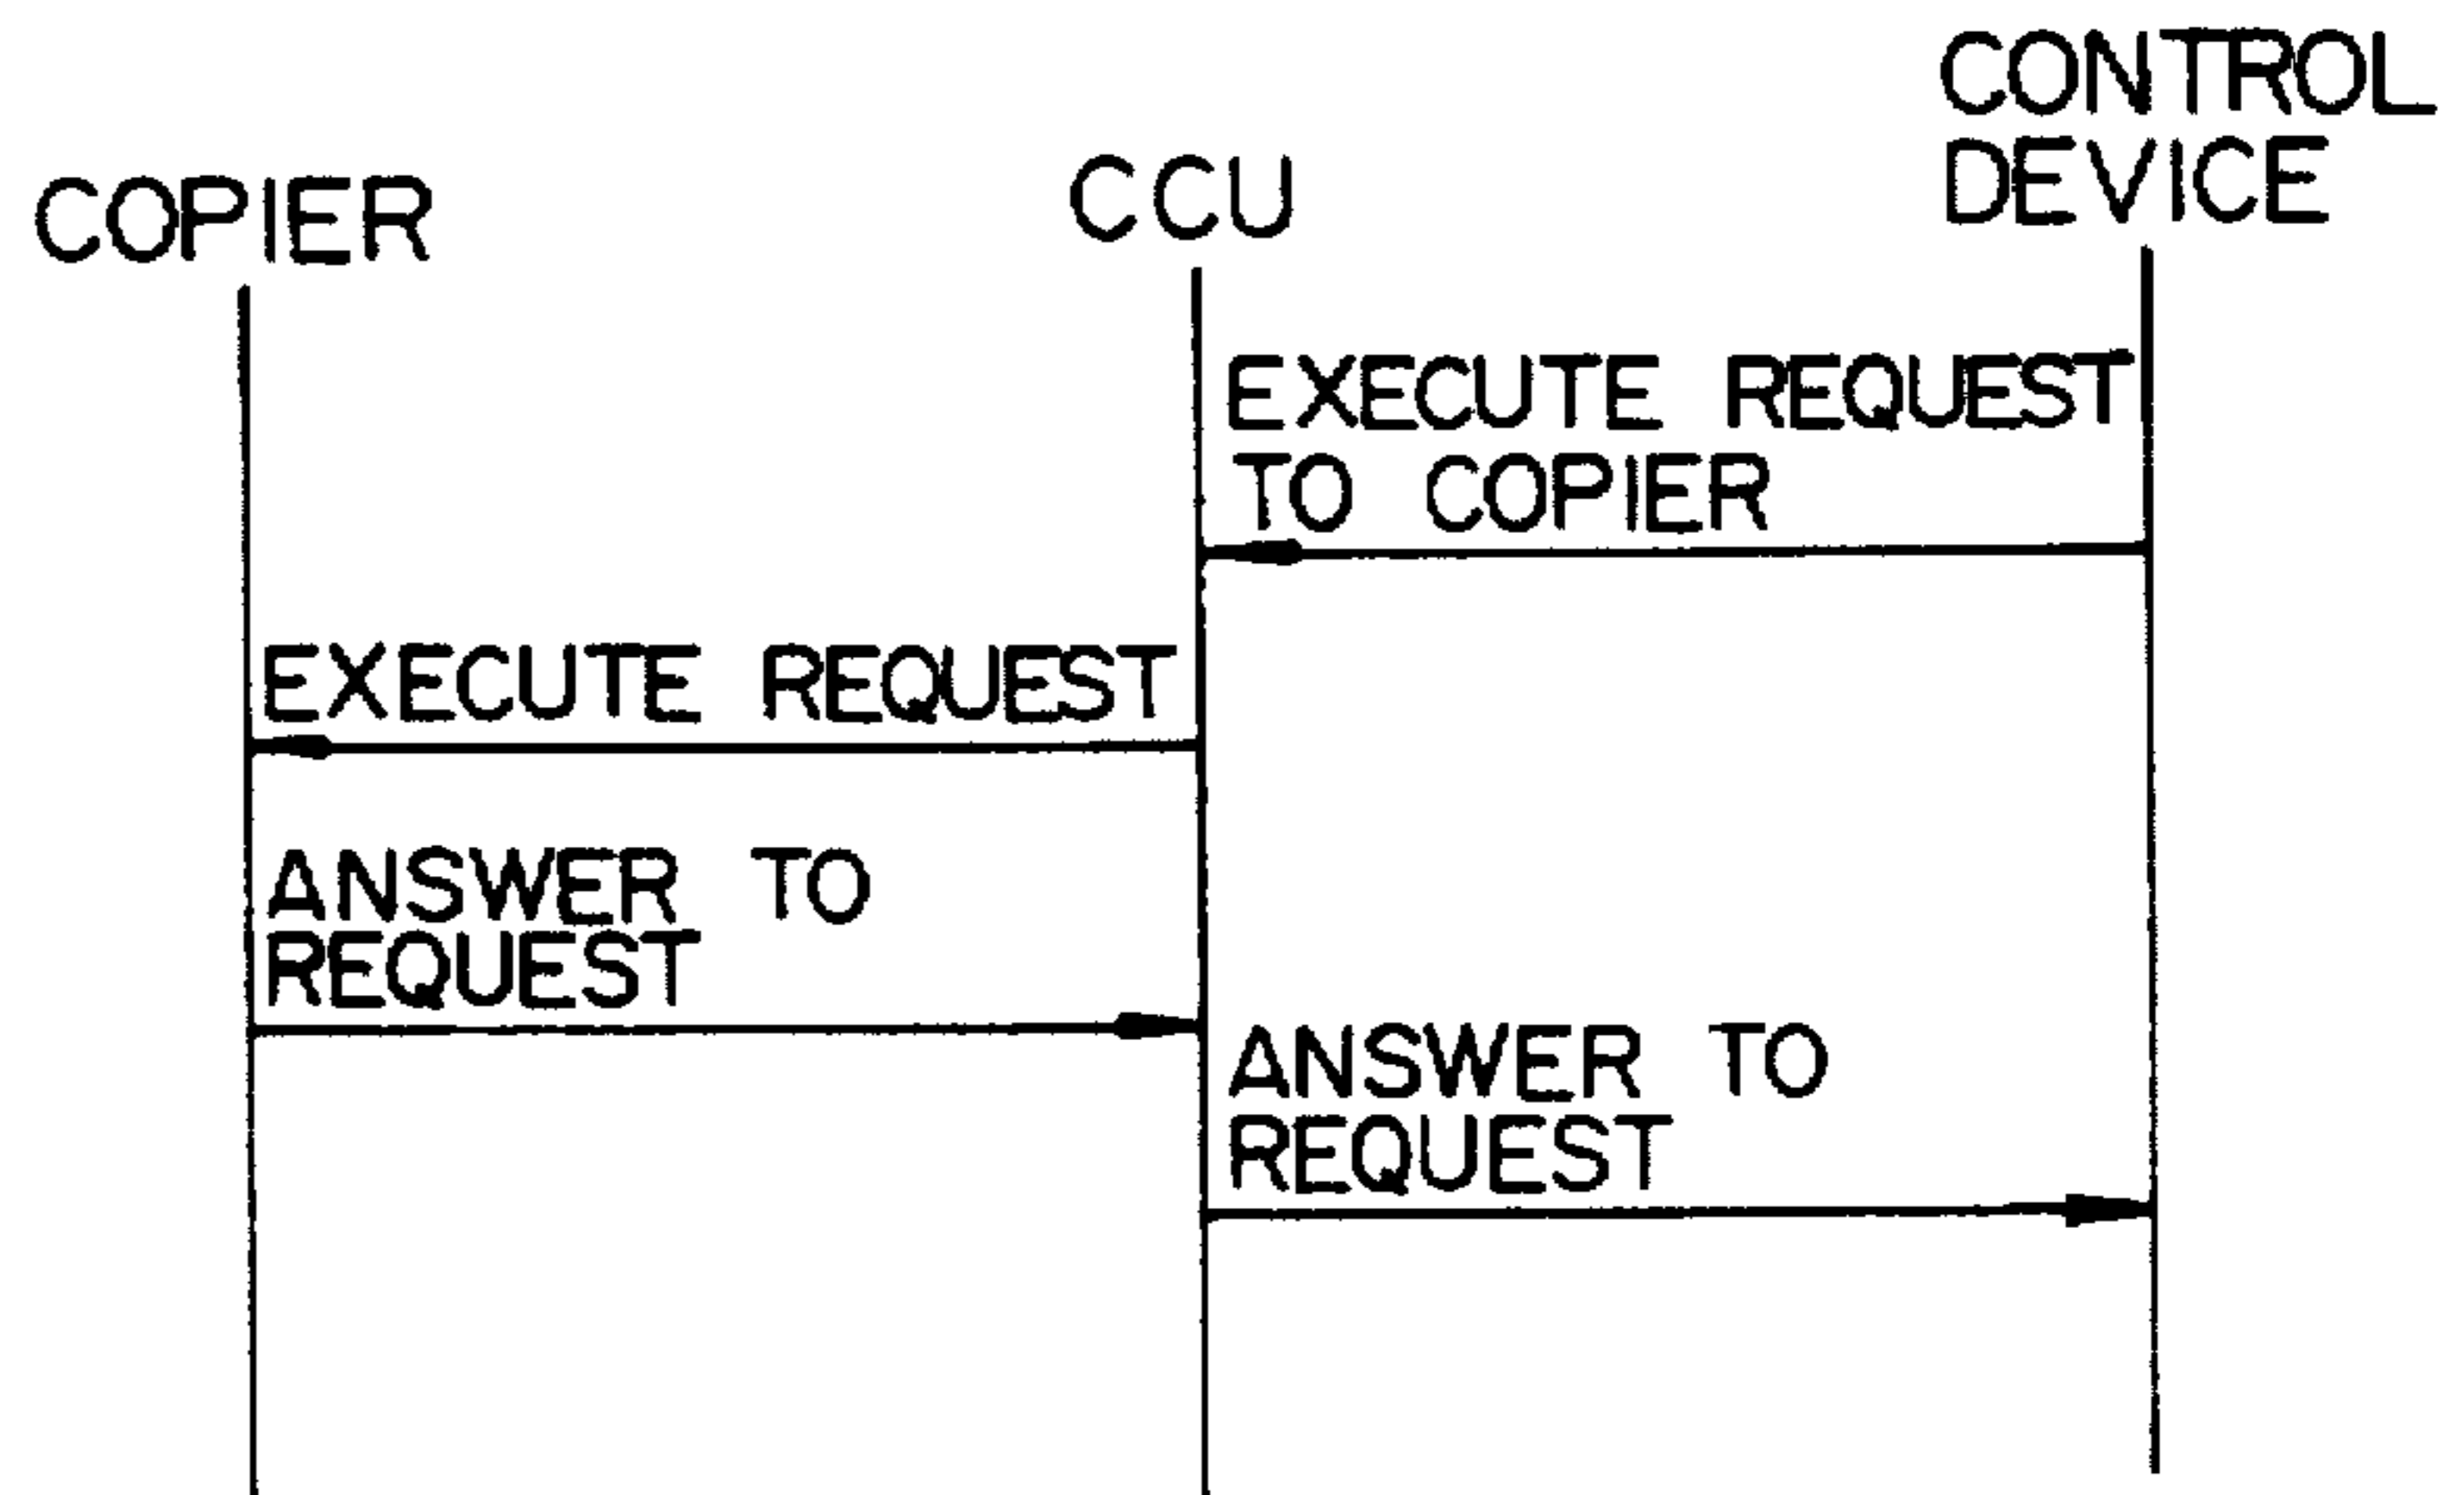 CONTROL
DEVICE
CCU
COPIER
EXECUTE REQUEST
TO COPIER
EXECUTE REQUEST
ANSWER TO
REQUEST
ANSWER TO
REQUEST